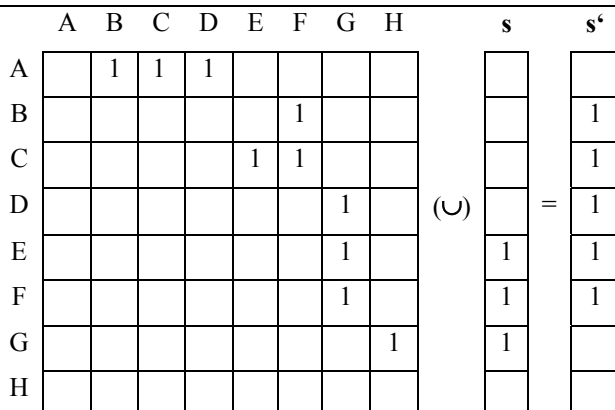 A B C D E F G H s s‘
A 1 1 1
B 1 1
C 1 1 1
D 1 (∪) = 1
E 1 1 1
F 1 1 1
G 1 1
H